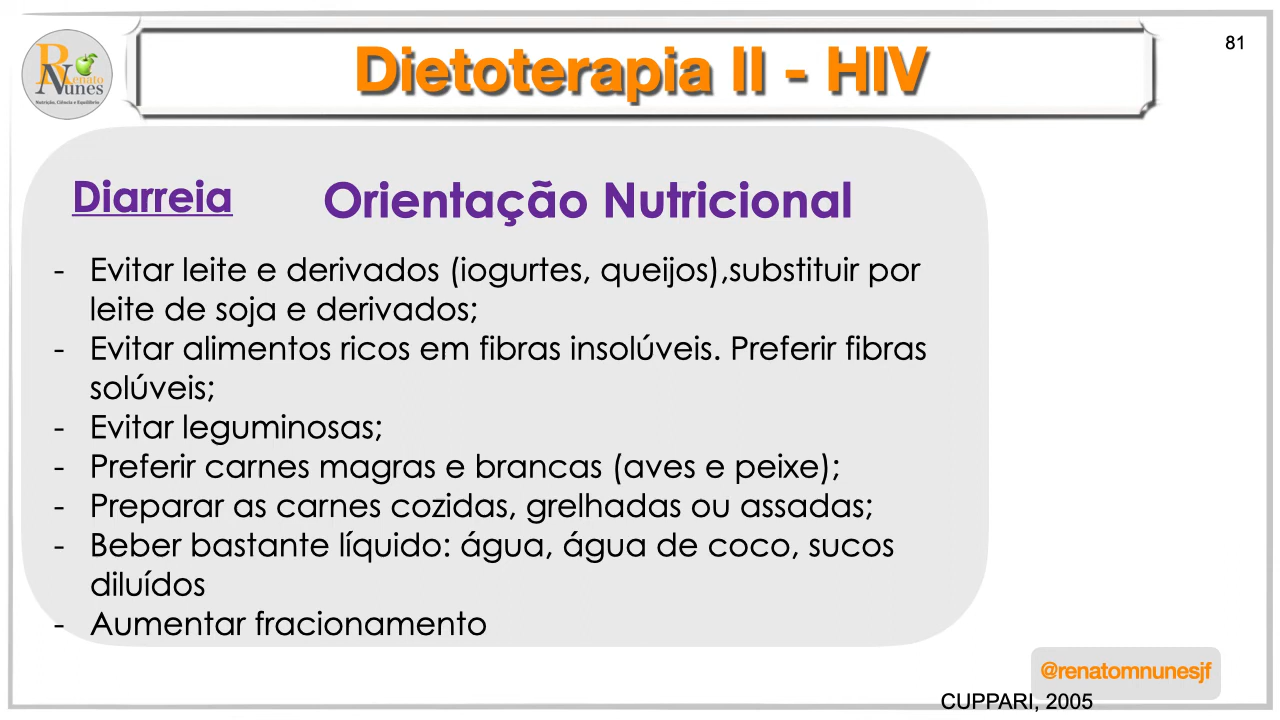 Renato
Nunes
Nutrição, Ciência e Equilíbrio
Dietoterapia II - HIV
81
Diarreia
Orientação Nutricional
- Evitar leite e derivados (iogurtes, queijos),substituir por
leite de soja e derivados;
- Evitar alimentos ricos em fibras insolúveis. Preferir fibras
solúveis;
- Evitar leguminosas;
- Preferir carnes magras e brancas (aves e peixe);
- Preparar as carnes cozidas, grelhadas ou assadas;
- Beber bastante líquido: água, água de coco, sucos
diluídos
- Aumentar fracionamento
@renatomnunesjf
CUPPARI, 2005